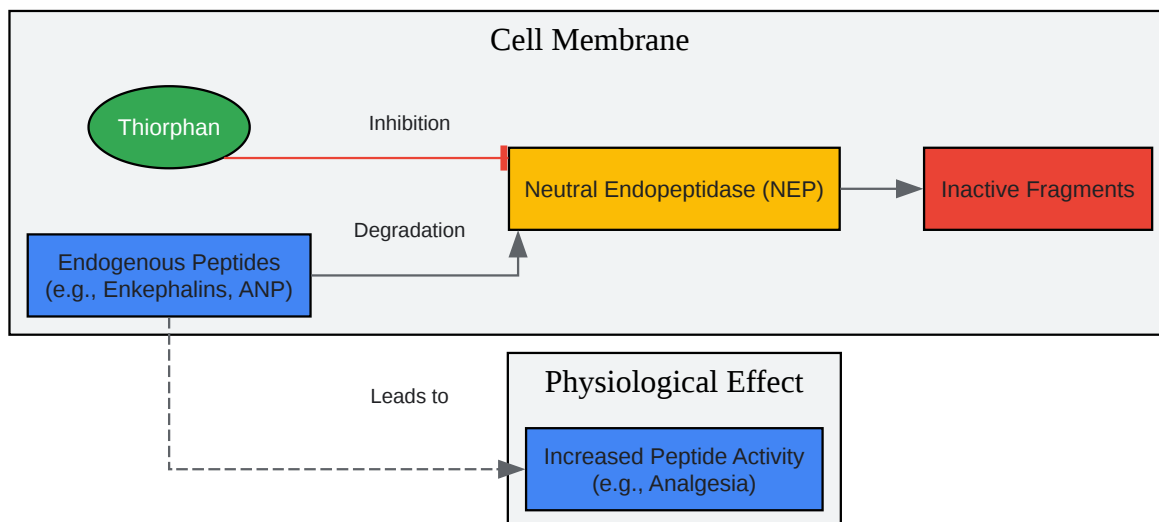 Cell Membrane
Thiorphan
Inhibition
Neutral Endopeptidase (NEP)
Inactive Fragments
Degradation
Endogenous Peptides
(e.g., Enkephalins, ANP)
Physiological Effect
Leads to
Increased Peptide Activity
(e.g., Analgesia)